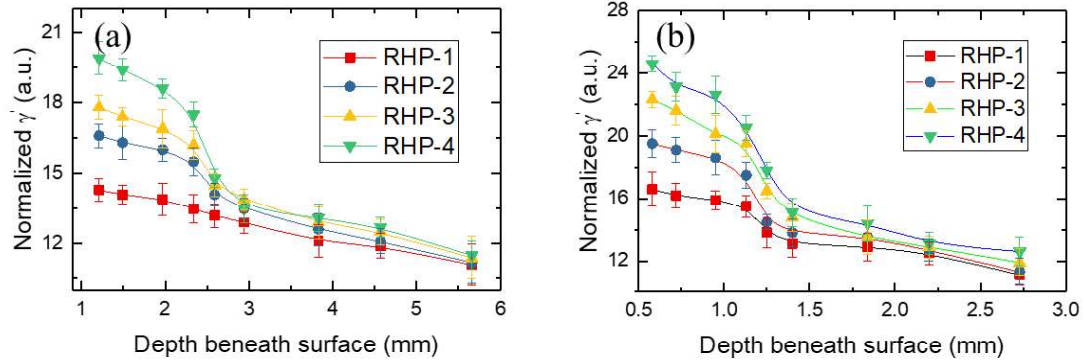 (a)
Normalized γ' (a.u.)
21
18
15
12
RHP-1
RHP-2
RHP-3
RHP-4
1 2 3 4 5 6
Depth beneath surface (mm)
(b)
Normalized γ' (a.u.)
28
24
20
16
12
RHP-1
RHP-2
RHP-3
RHP-4
0.5 1.0 1.5 2.0 2.5 3.0
Depth beneath surface (mm)